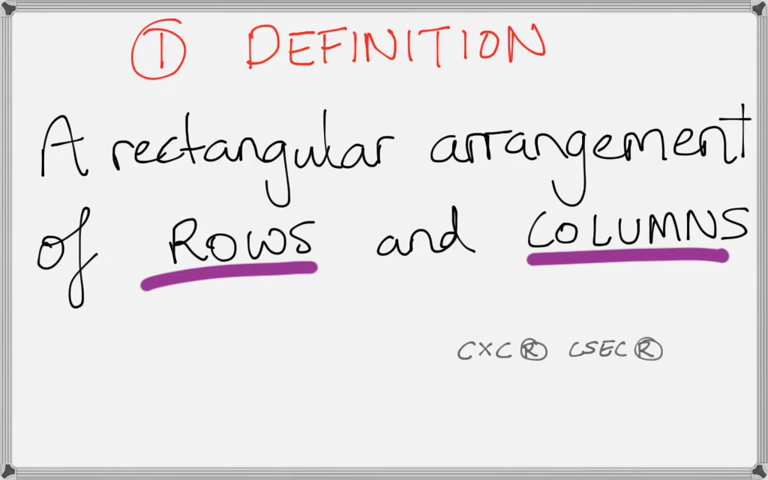 ① DEFINITION
A rectangular arrangement
of ROWS and COLUMNS
CXC® CSEC®